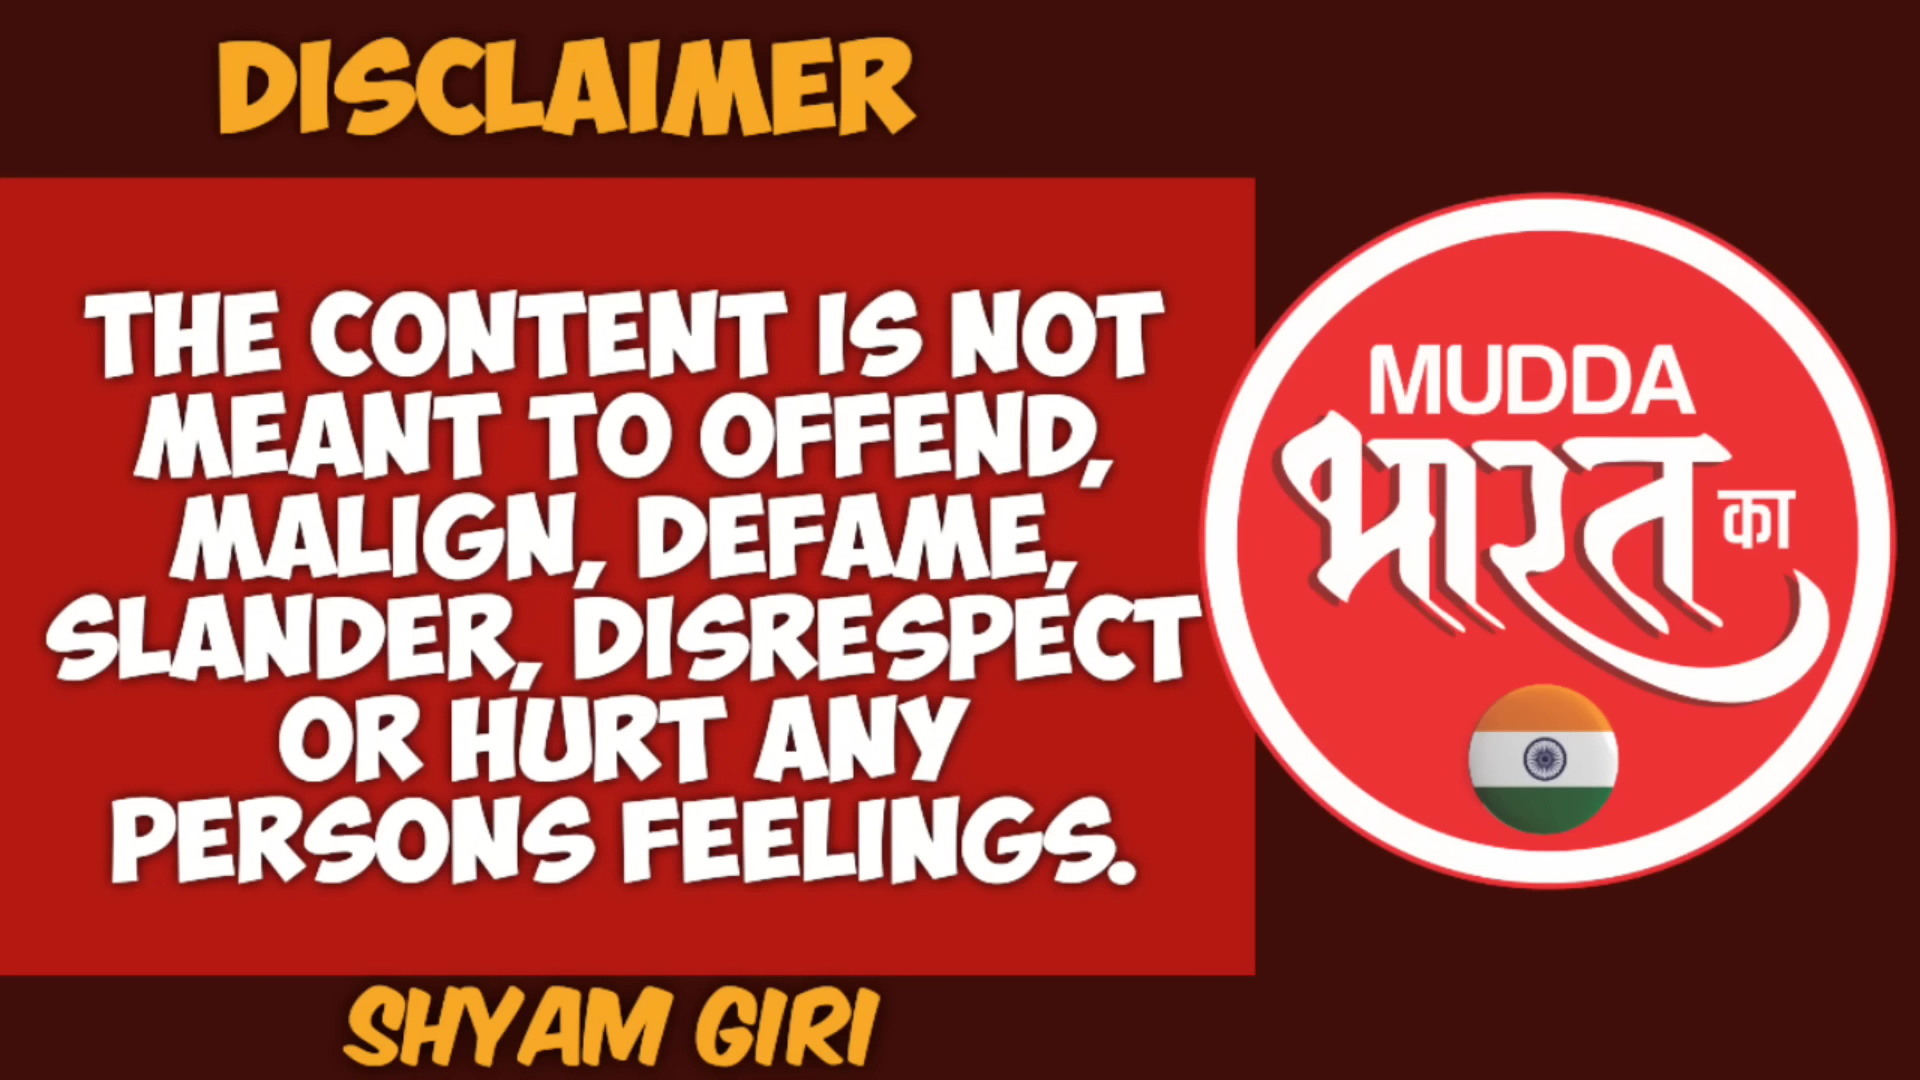 DISCLAIMER
THE CONTENT IS NOT
MEANT TO OFFEND,
MALIGN, DEFAME,
SLANDER, DISRESPECT
OR HURT ANY
PERSONS FEELINGS.
SHYAM GIRI
MUDDA
भारत का